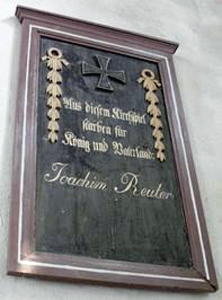 Aus diesem Kirchspiel
starben für
König und Vaterland:
Joachim Reuter